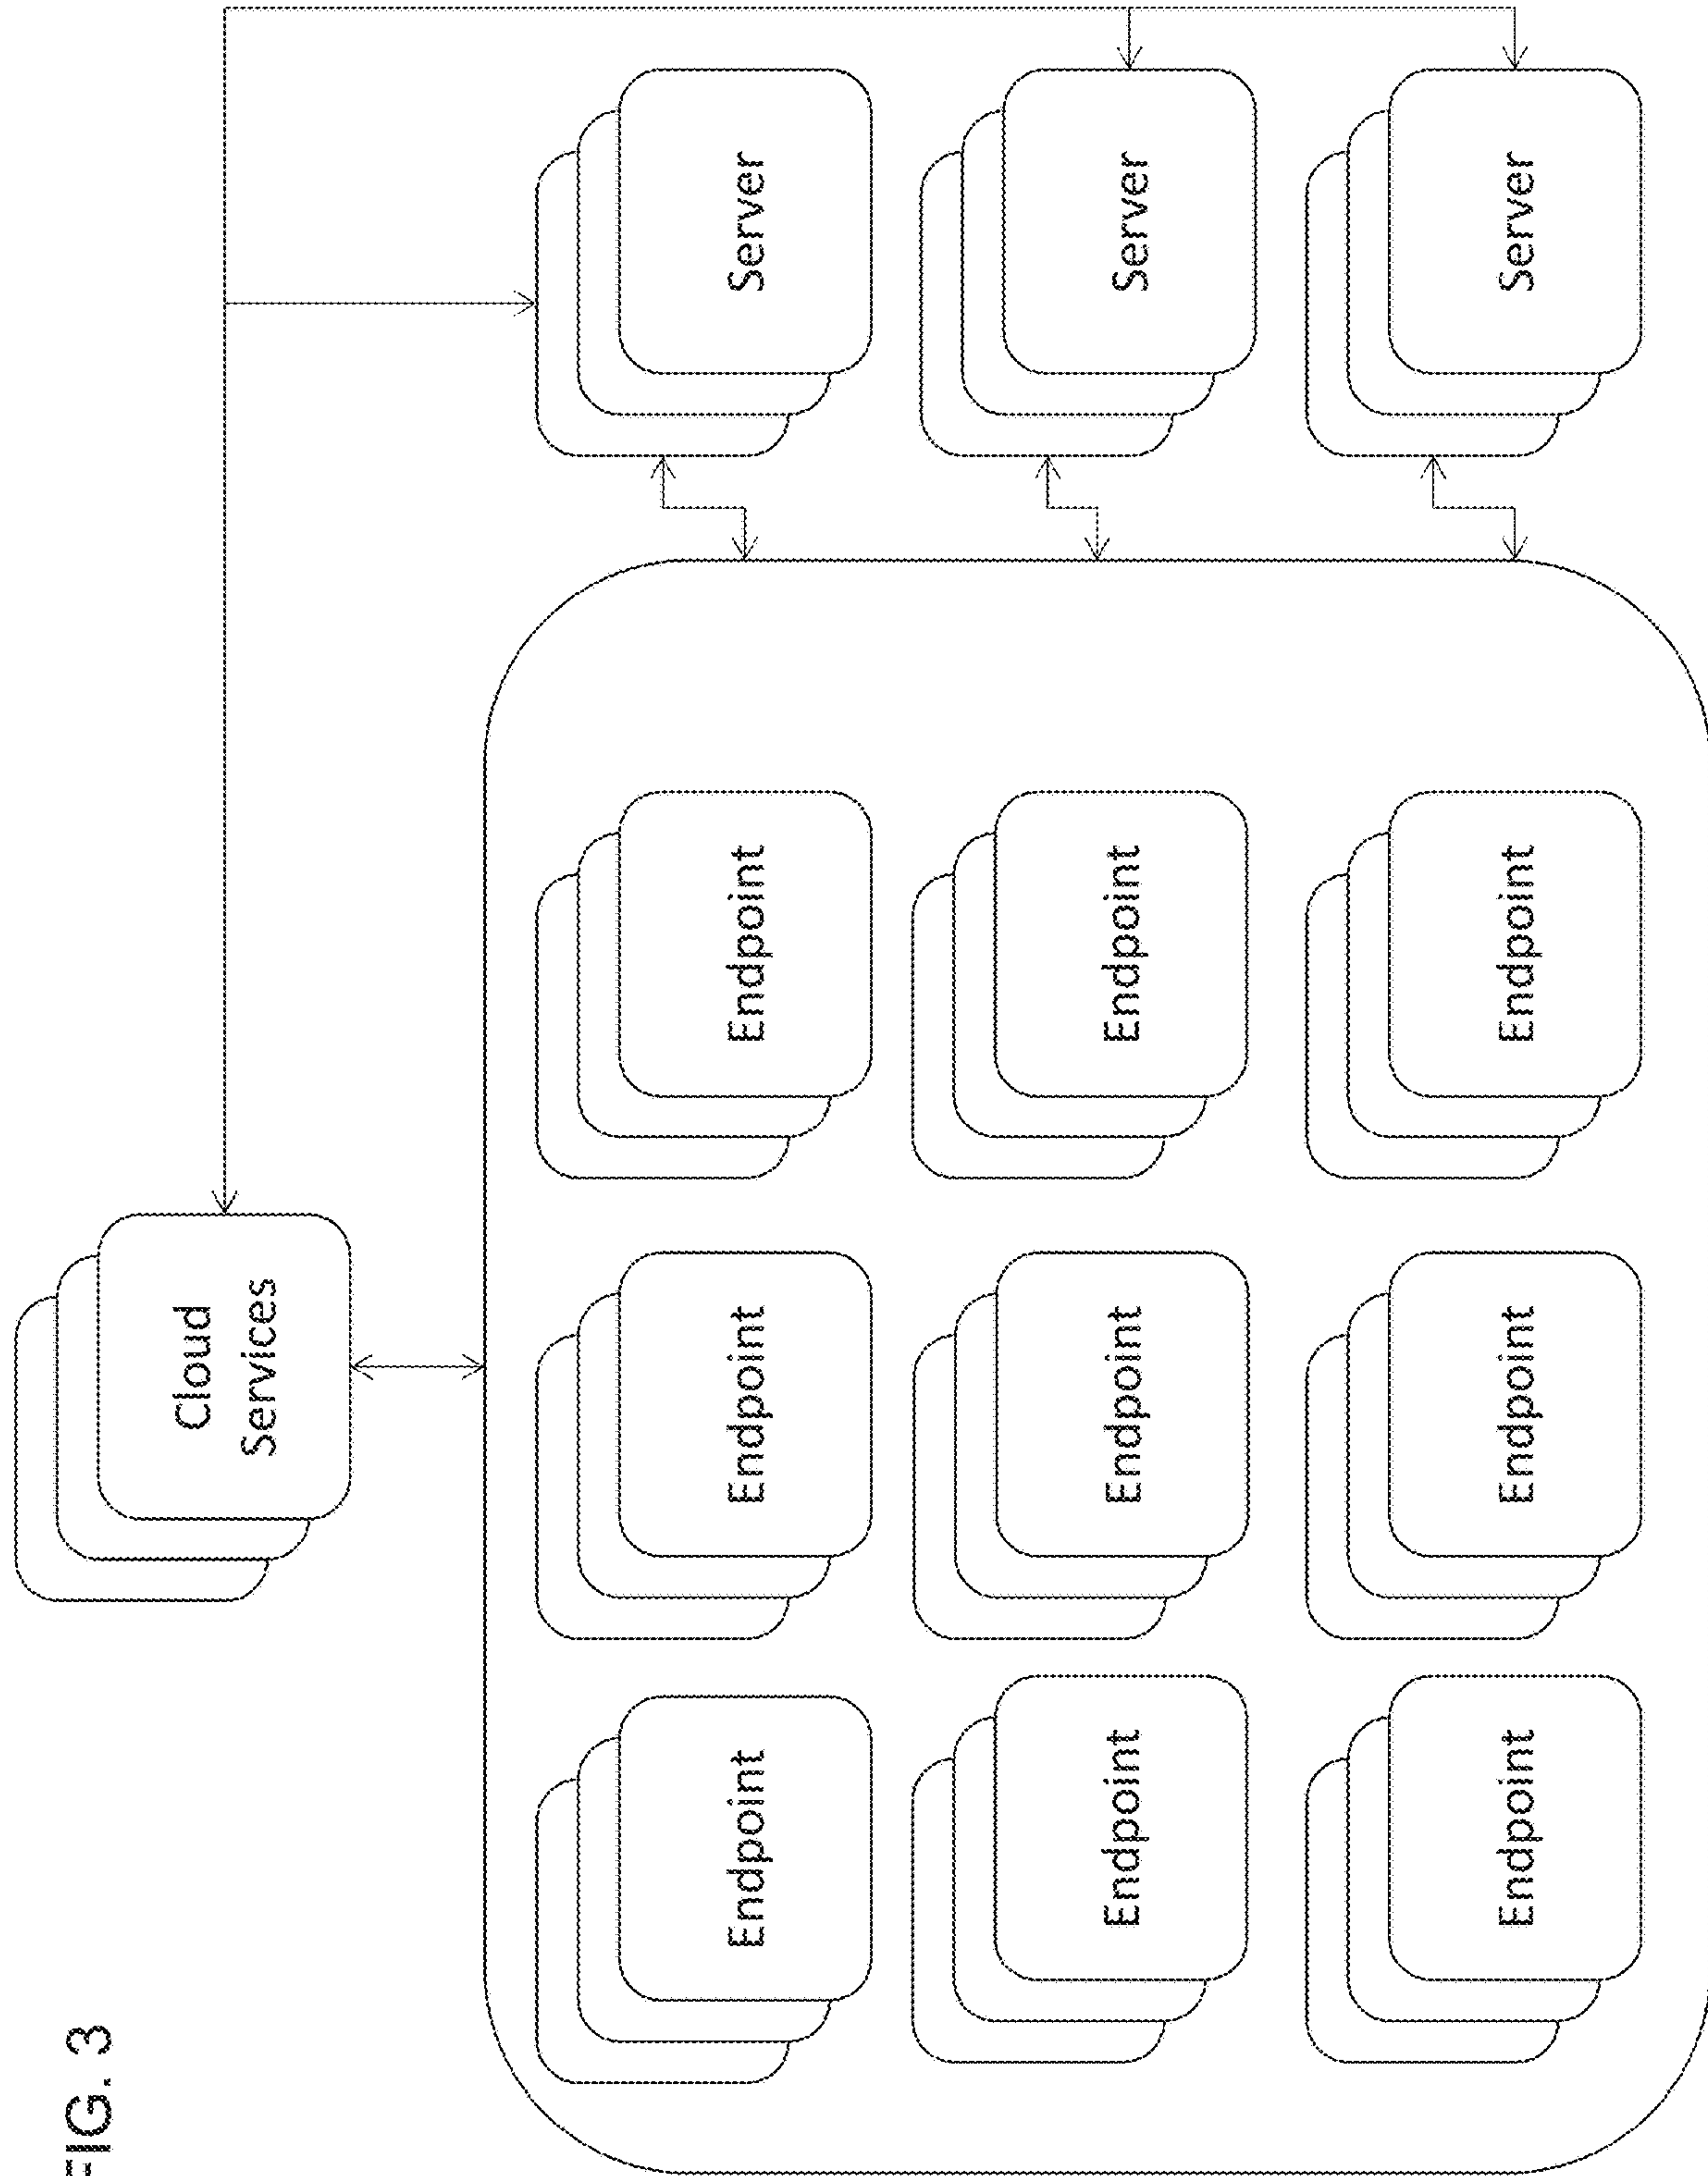 FIG. 3
Cloud
Services
Endpoint
Endpoint
Endpoint
Server
Endpoint
Endpoint
Endpoint
Server
Endpoint
Endpoint
Endpoint
Server